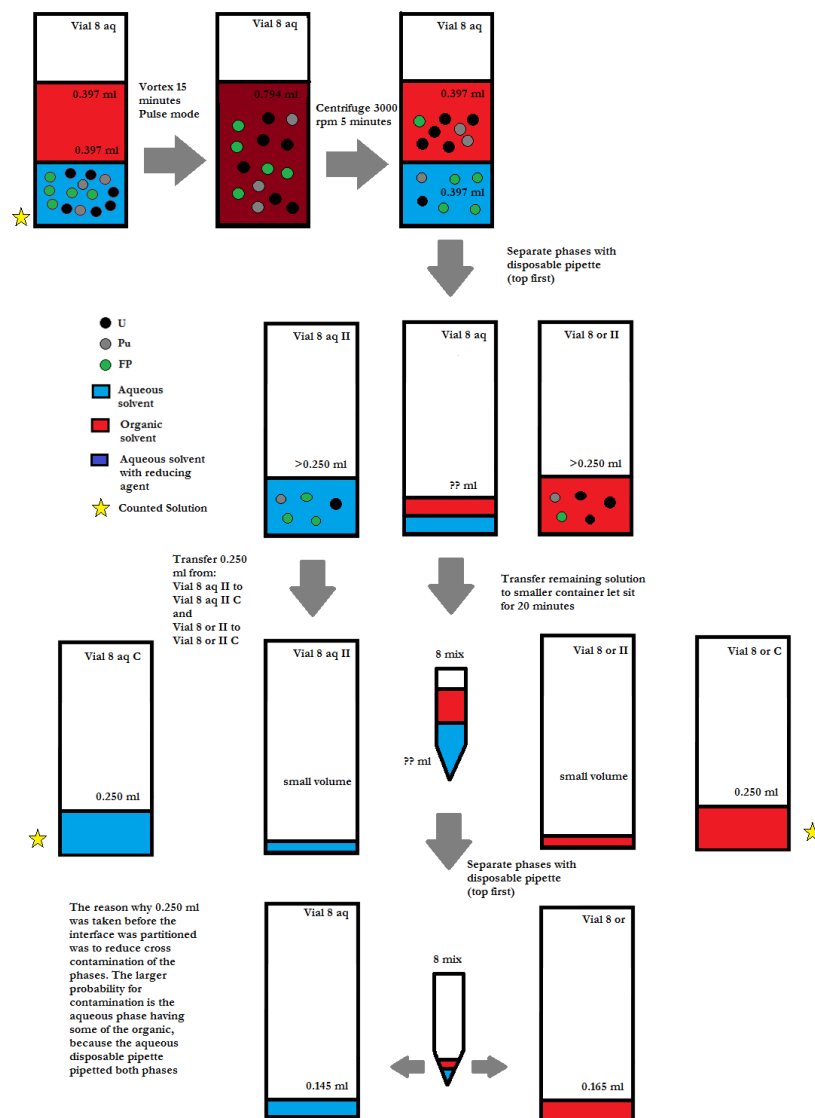 Vial 8 aq
Vial 8 aq
Vial 8 aq
0.397 ml
0.397 ml
Vortex 15
minutes
Pulse mode
0.794 ml
Centrifuge 3000
rpm 5 minutes
0.397 ml
0.397 ml
Separate phases with
disposable pipette
(top first)
U
Pu
FP
Aqueous
solvent
Organic
solvent
Aqueous solvent
with reducing
agent
Counted Solution
Vial 8 aq II
>0.250 ml
Vial 8 aq
?? ml
Vial 8 or II
>0.250 ml
Transfer 0.250
ml from:
Vial 8 aq II to
Vial 8 aq II C
and
Vial 8 or II to
Vial 8 or II C
Transfer remaining solution
to smaller container let sit
for 20 minutes
Vial 8 aq C
0.250 ml
Vial 8 aq II
small volume
8 mix
?? ml
Vial 8 or II
small volume
Vial 8 or C
0.250 ml
Separate phases with
disposable pipette
(top first)
The reason why 0.250 ml
was taken before the
interface was partitioned
was to reduce cross
contamination of the
phases. The larger
probability for
contamination is the
aqueous phase having
some of the organic,
because the aqueous
disposable pipette
pipetted both phases
Vial 8 aq
0.145 ml
8 mix
Vial 8 or
0.165 ml